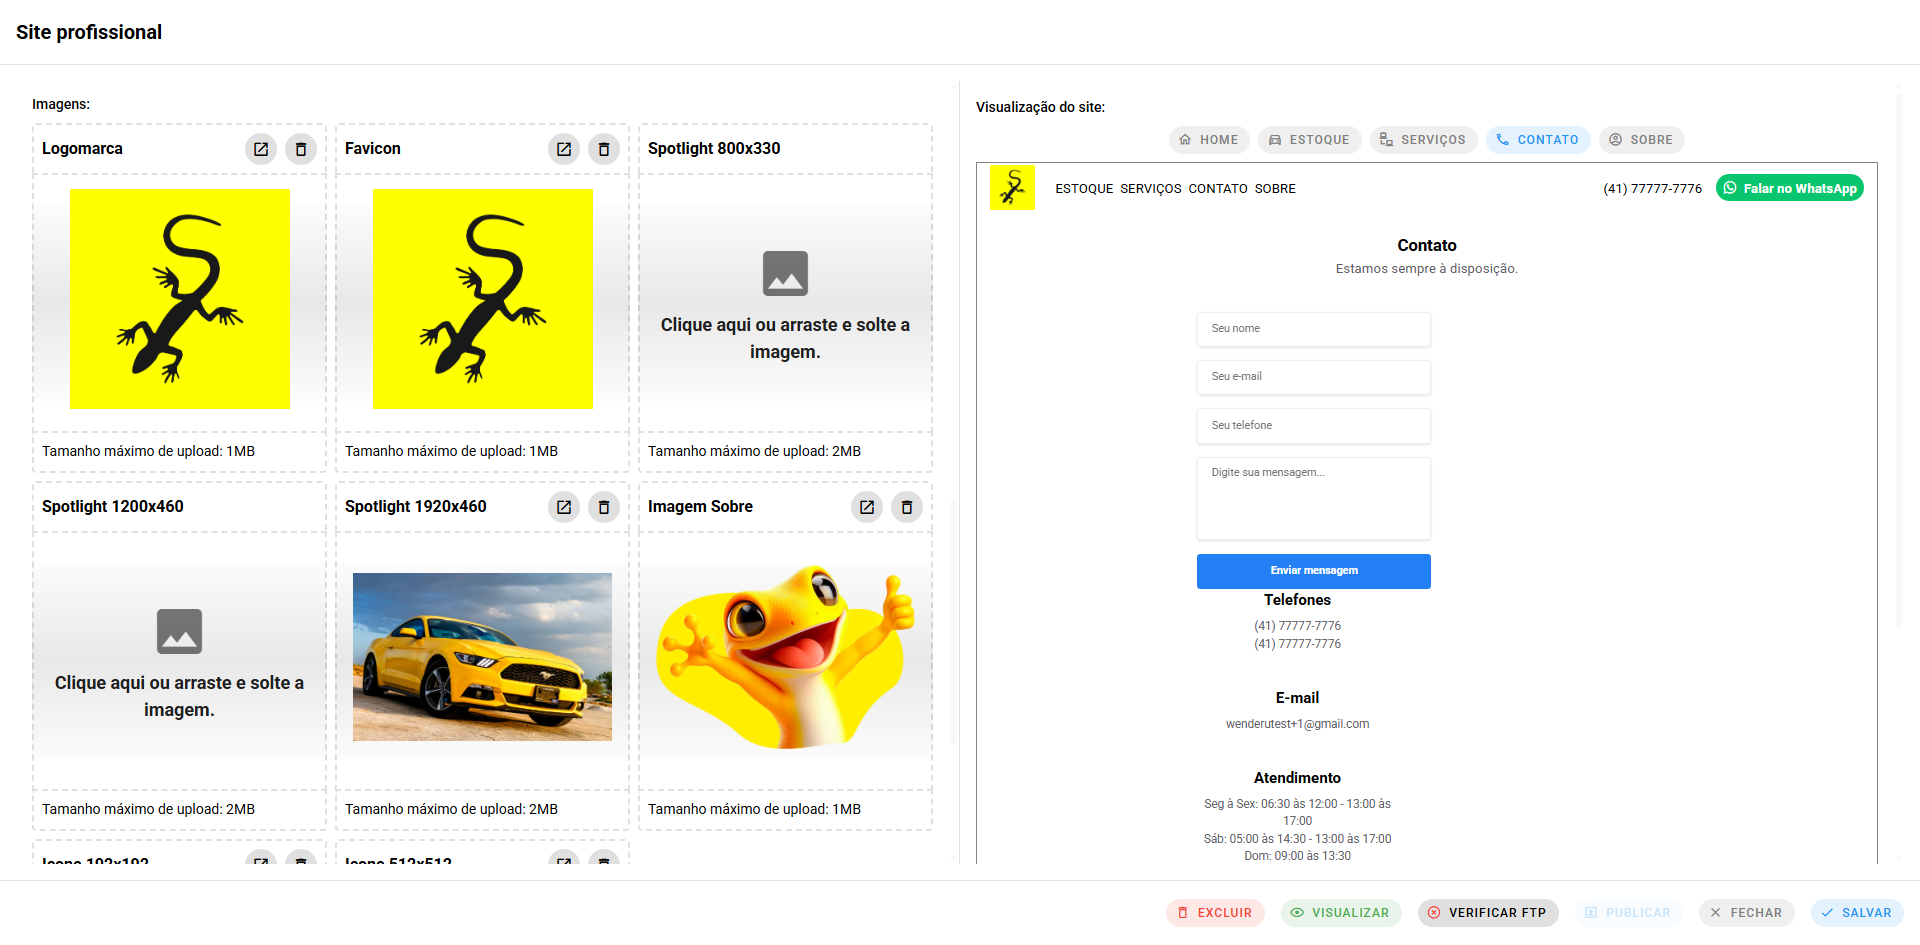 Site profissional
Imagens:
Logomarca
Favicon
Spotlight 800x330
Clique aqui ou arraste e solte a
imagem.
Tamanho máximo de upload: 1MB
Tamanho máximo de upload: 1MB
Tamanho máximo de upload: 2MB
Spotlight 1200x460
Spotlight 1920x460
Imagem Sobre
Clique aqui ou arraste e solte a
imagem.
Tamanho máximo de upload: 2MB
Tamanho máximo de upload: 2MB
Tamanho máximo de upload: 1MB
Icone 192x192
Icone 512x512
Visualização do site:
HOME
ESTOQUE
SERVIÇOS
CONTATO
SOBRE
ESTOQUE SERVIÇOS CONTATO SOBRE
(41) 77777-7776
Falar no WhatsApp
Contato
Estamos sempre à disposição.
Seu nome
Seu e-mail
Seu telefone
Digite sua mensagem...
Enviar mensagem
Telefones
(41) 77777-7776
(41) 77777-7776
E-mail
wenderutest+1@gmail.com
Atendimento
Seg à Sex: 06:30 às 12:00 - 13:00 às
17:00
Sáb: 05:00 às 14:30 - 13:00 às 17:00
Dom: 09:00 às 13:30
EXCLUIR
VISUALIZAR
VERIFICAR FTP
PUBLICAR
FECHAR
SALVAR